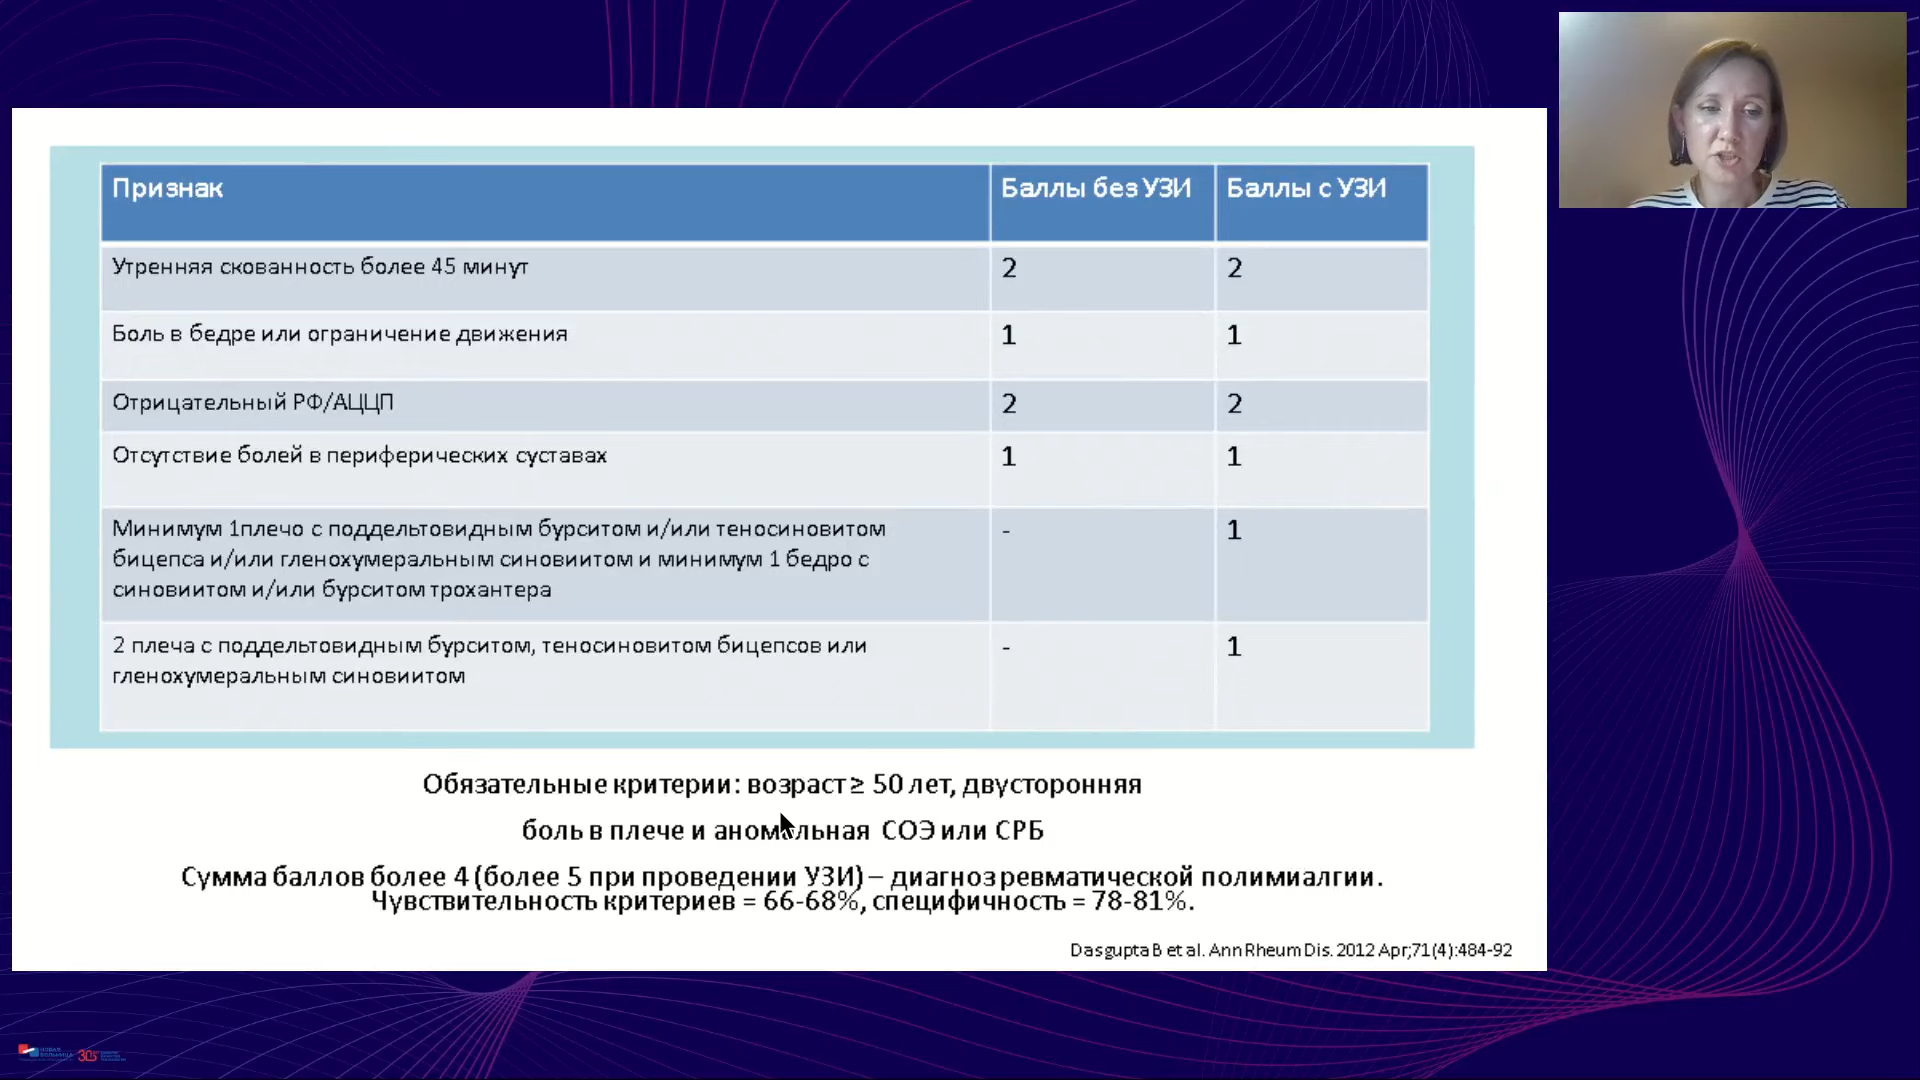 Признак
Баллы без УЗИ
Баллы с УЗИ
Утренняя скованность более 45 минут
2
2
Боль в бедре или ограничение движения
1
1
Отрицательный РФ/АЦЦП
2
2
Отсутствие болей в периферических суставах
1
1
Минимум 1плечо с поддельтовидным бурситом и/или теносиновитом
бицепса и/или гленохумеральным синовиитом и минимум 1 бедро с
синовиитом и/или бурситом трохантера
-
1
2 плеча с поддельтовидным бурситом, теносиновитом бицепсов или
гленохумеральным синовиитом
-
1
Обязательные критерии: возраст ≥ 50 лет, двусторонняя
боль в плече и аномальная СОЭ или СРБ
Сумма баллов более 4 (более 5 при проведении УЗИ) – диагноз ревматической полимиалгии.
Чувствительность критериев = 66-68%, специфичность = 78-81%.
Dasgupta B et al. Ann Rheum Dis. 2012 Apr;71(4):484-92
НОВАЯ
БОЛЬНИЦА